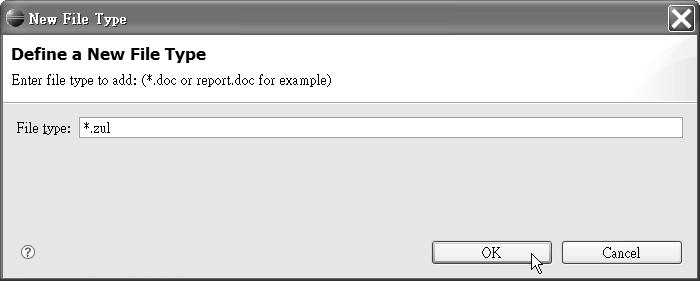 New File Type
Define a New File Type
Enter file type to add: (*.doc or report.doc for example)
File type: *.zul
OK Cancel